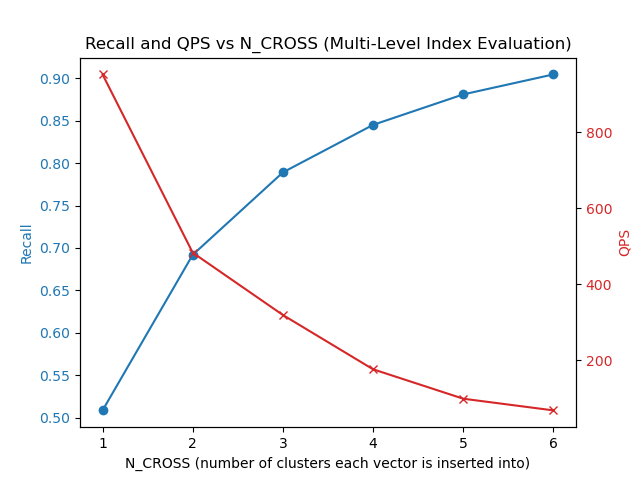 Recall and QPS vs N_CROSS (Multi-Level Index Evaluation)
0.90
0.85
0.80
0.75
0.70
0.65
0.60
0.55
0.50
Recall
800
600
400
200
QPS
1 2 3 4 5 6
N_CROSS (number of clusters each vector is inserted into)